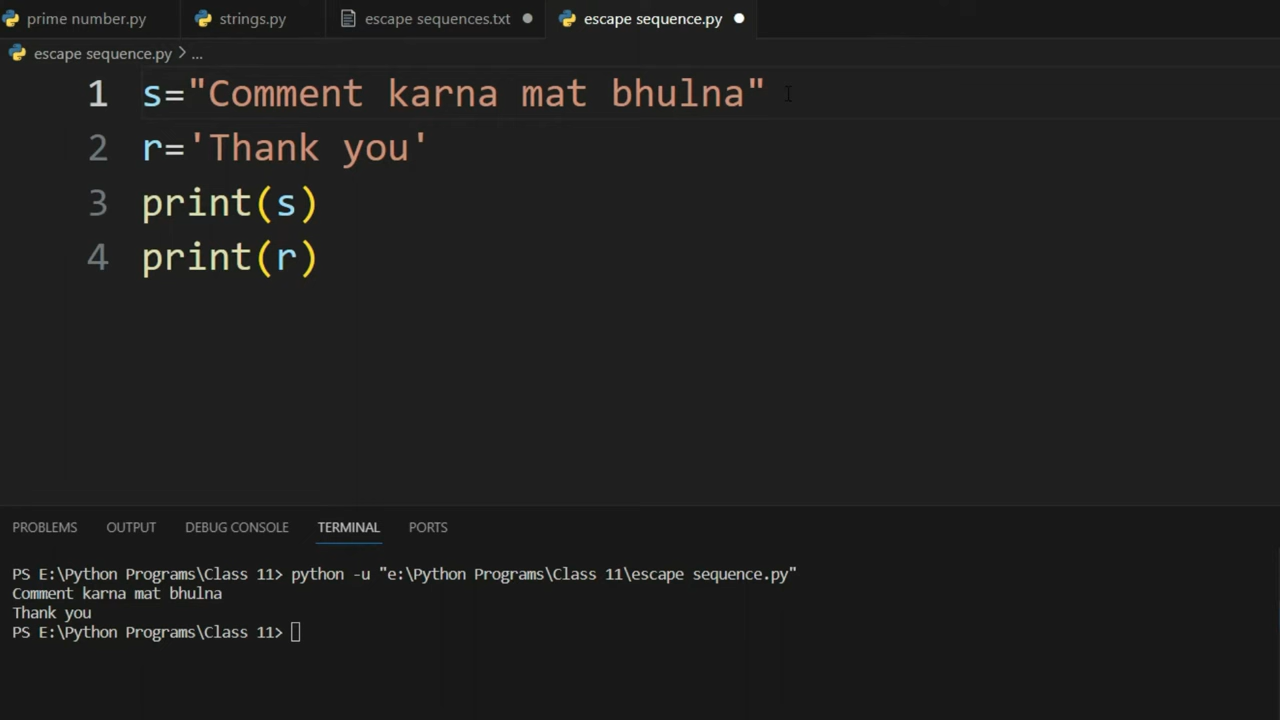 prime number.py strings.py escape sequences.txt escape sequence.py
escape sequence.py > ...
1 s="Comment karna mat bhulna"
2 r='Thank you'
3 print(s)
4 print(r)
PROBLEMS OUTPUT DEBUG CONSOLE TERMINAL PORTS
PS E:\Python Programs\Class 11> python -u "e:\Python Programs\Class 11\escape sequence.py"
Comment karna mat bhulna
Thank you
PS E:\Python Programs\Class 11>